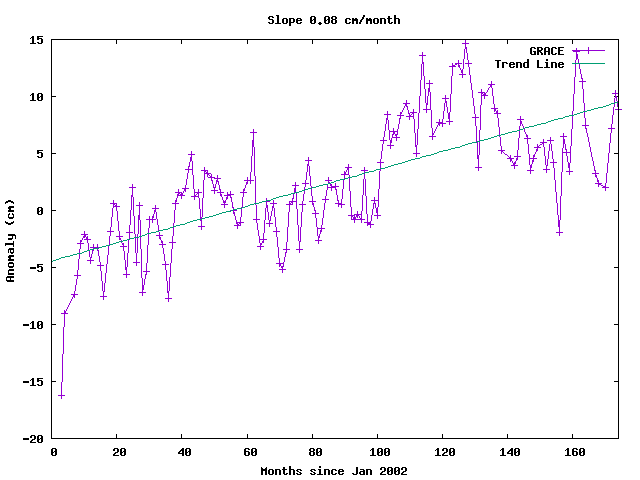 Slope 0.08 cm/month
GRACE
Trend Line
15
10
5
0
-5
-10
-15
-20
Anomaly (cm)
0 20 40 60 80 100 120 140 160
Months since Jan 2002